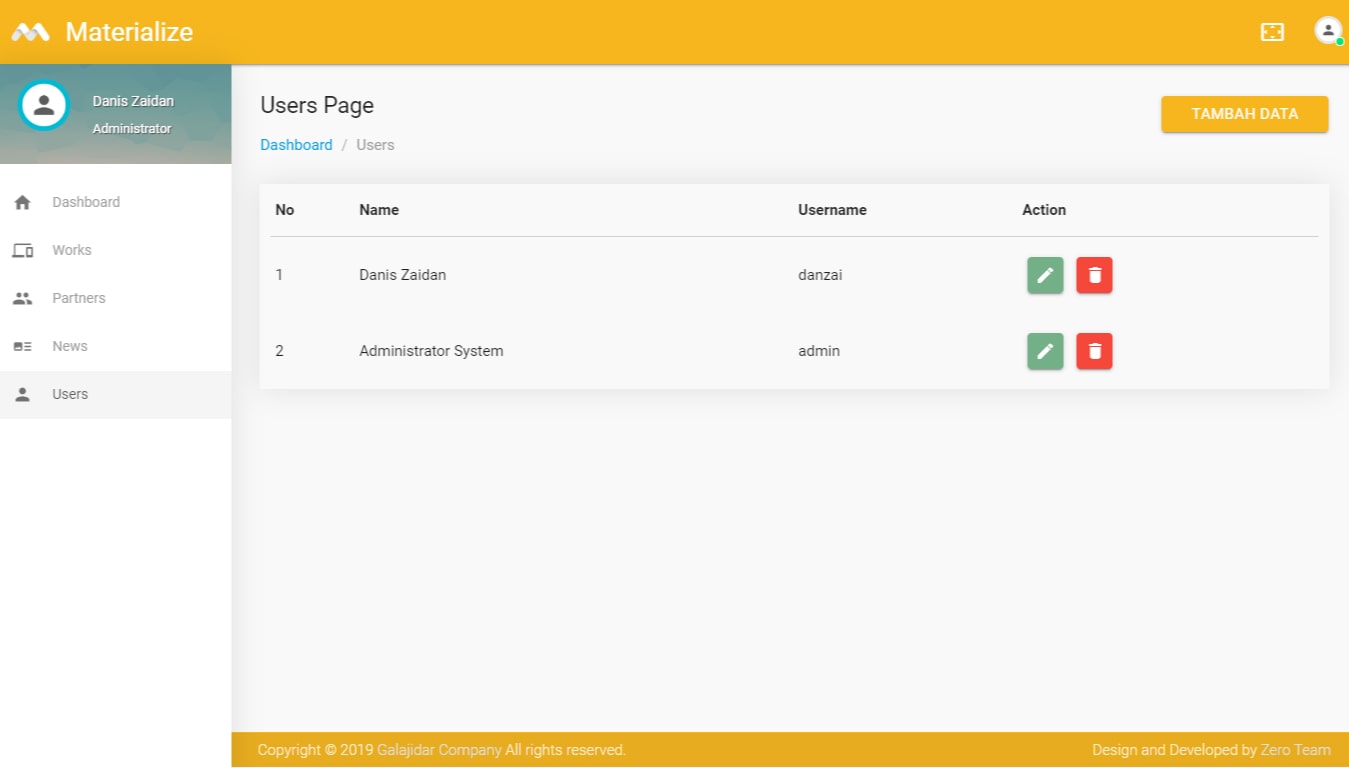 Materialize
Danis Zaidan
Administrator
Dashboard
Works
Partners
News
Users
Users Page
Dashboard / Users
TAMBAH DATA
No Name Username Action
1 Danis Zaidan danzai
2 Administrator System admin
Copyright © 2019 Galajidar Company All rights reserved.
Design and Developed by Zero Team